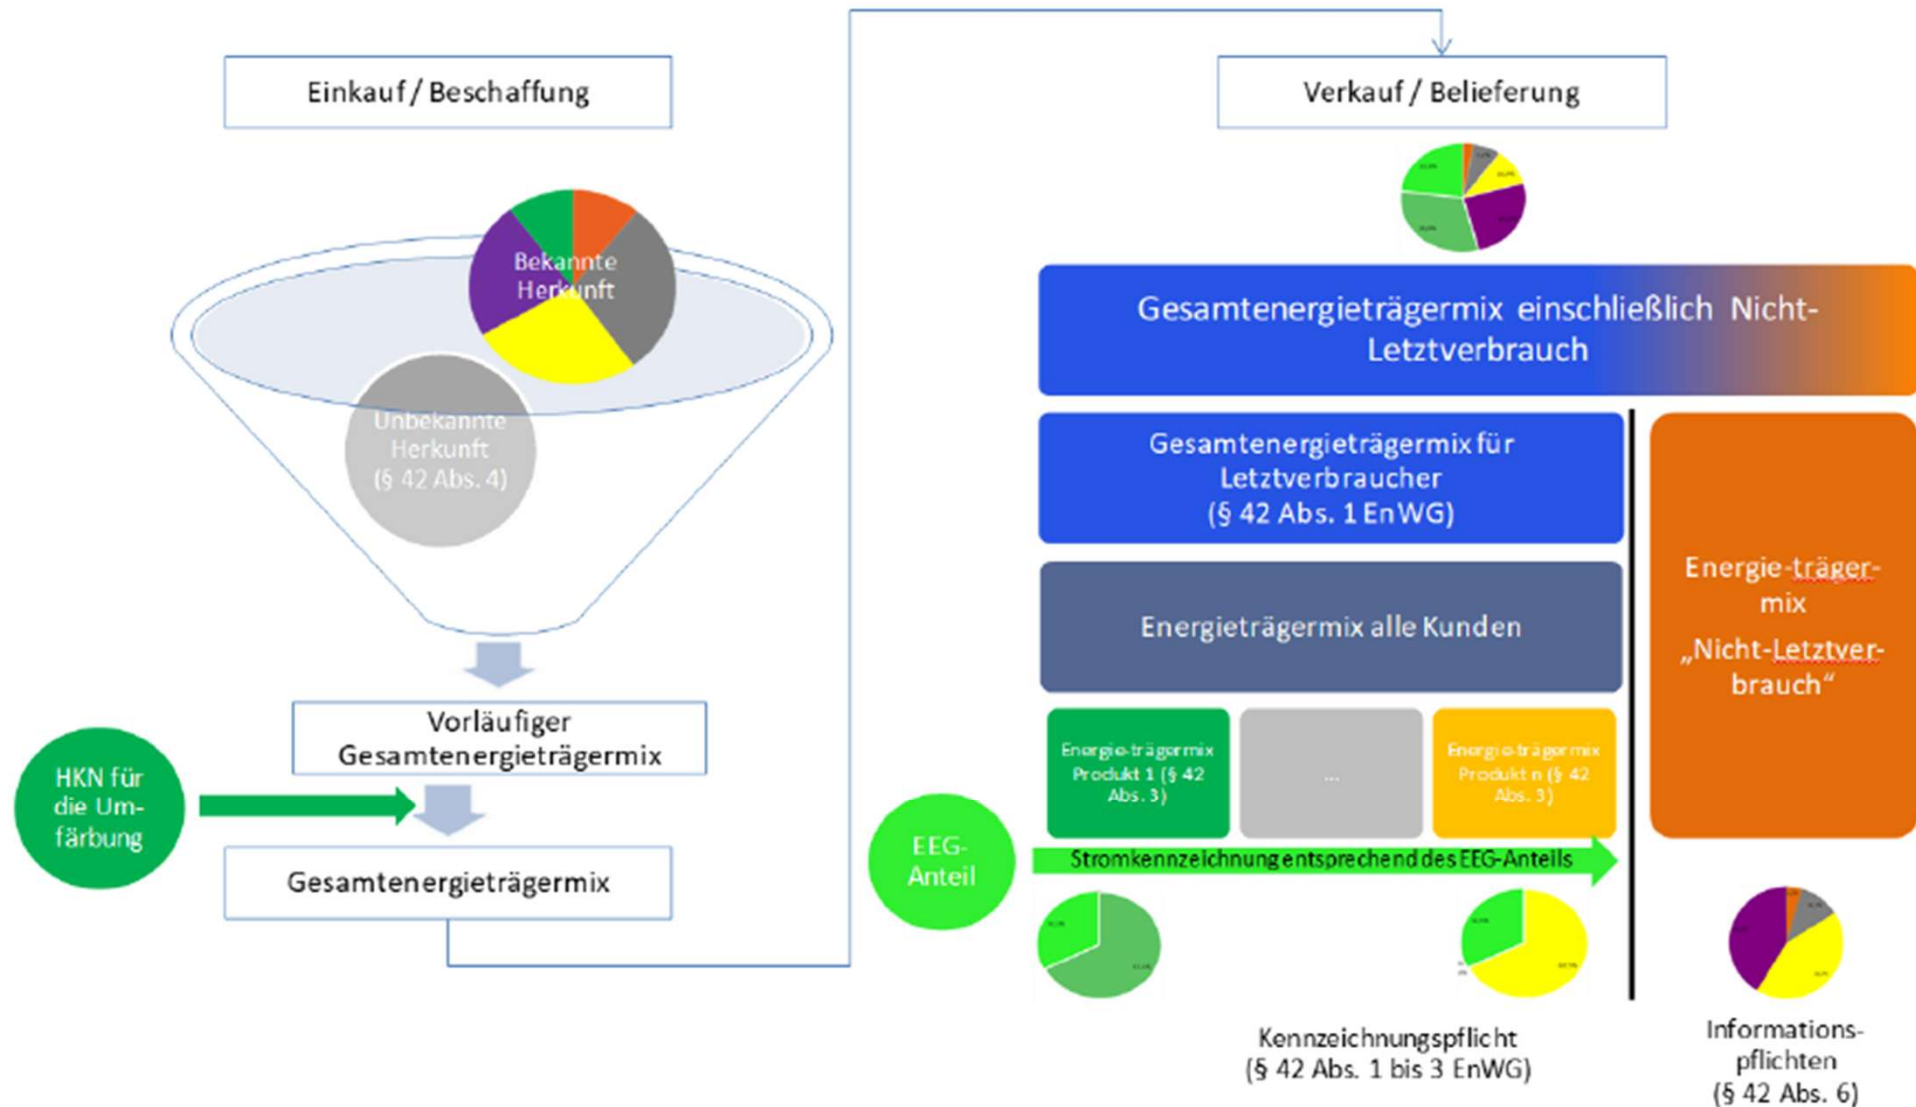 Einkauf / Beschaffung
Bekannte
Herkunft
Unbekannte
Herkunft
(§ 42 Abs. 4)
Vorläufiger
Gesamtenergieträgermix
HKN für
die Um-
färbung
Gesamtenergieträgermix
Verkauf / Belieferung
Gesamtenergieträgermix einschließlich Nicht-
Letztverbrauch
Gesamtenergieträgermix für
Letztverbraucher
(§ 42 Abs. 1 EnWG)
Energieträgermix alle Kunden
Energie-träger-
mix
„Nicht-Letztver-
brauch“
Energie-trägermix
Produkt 1 (§ 42
Abs. 3)
...
Energie-trägermix
Produkt n (§ 42
Abs. 3)
EEG-
Anteil
Stromkennzeichnung entsprechend des EEG-Anteils
Kennzeichnungspflicht
(§ 42 Abs. 1 bis 3 EnWG)
Informations-
pflichten
(§ 42 Abs. 6)